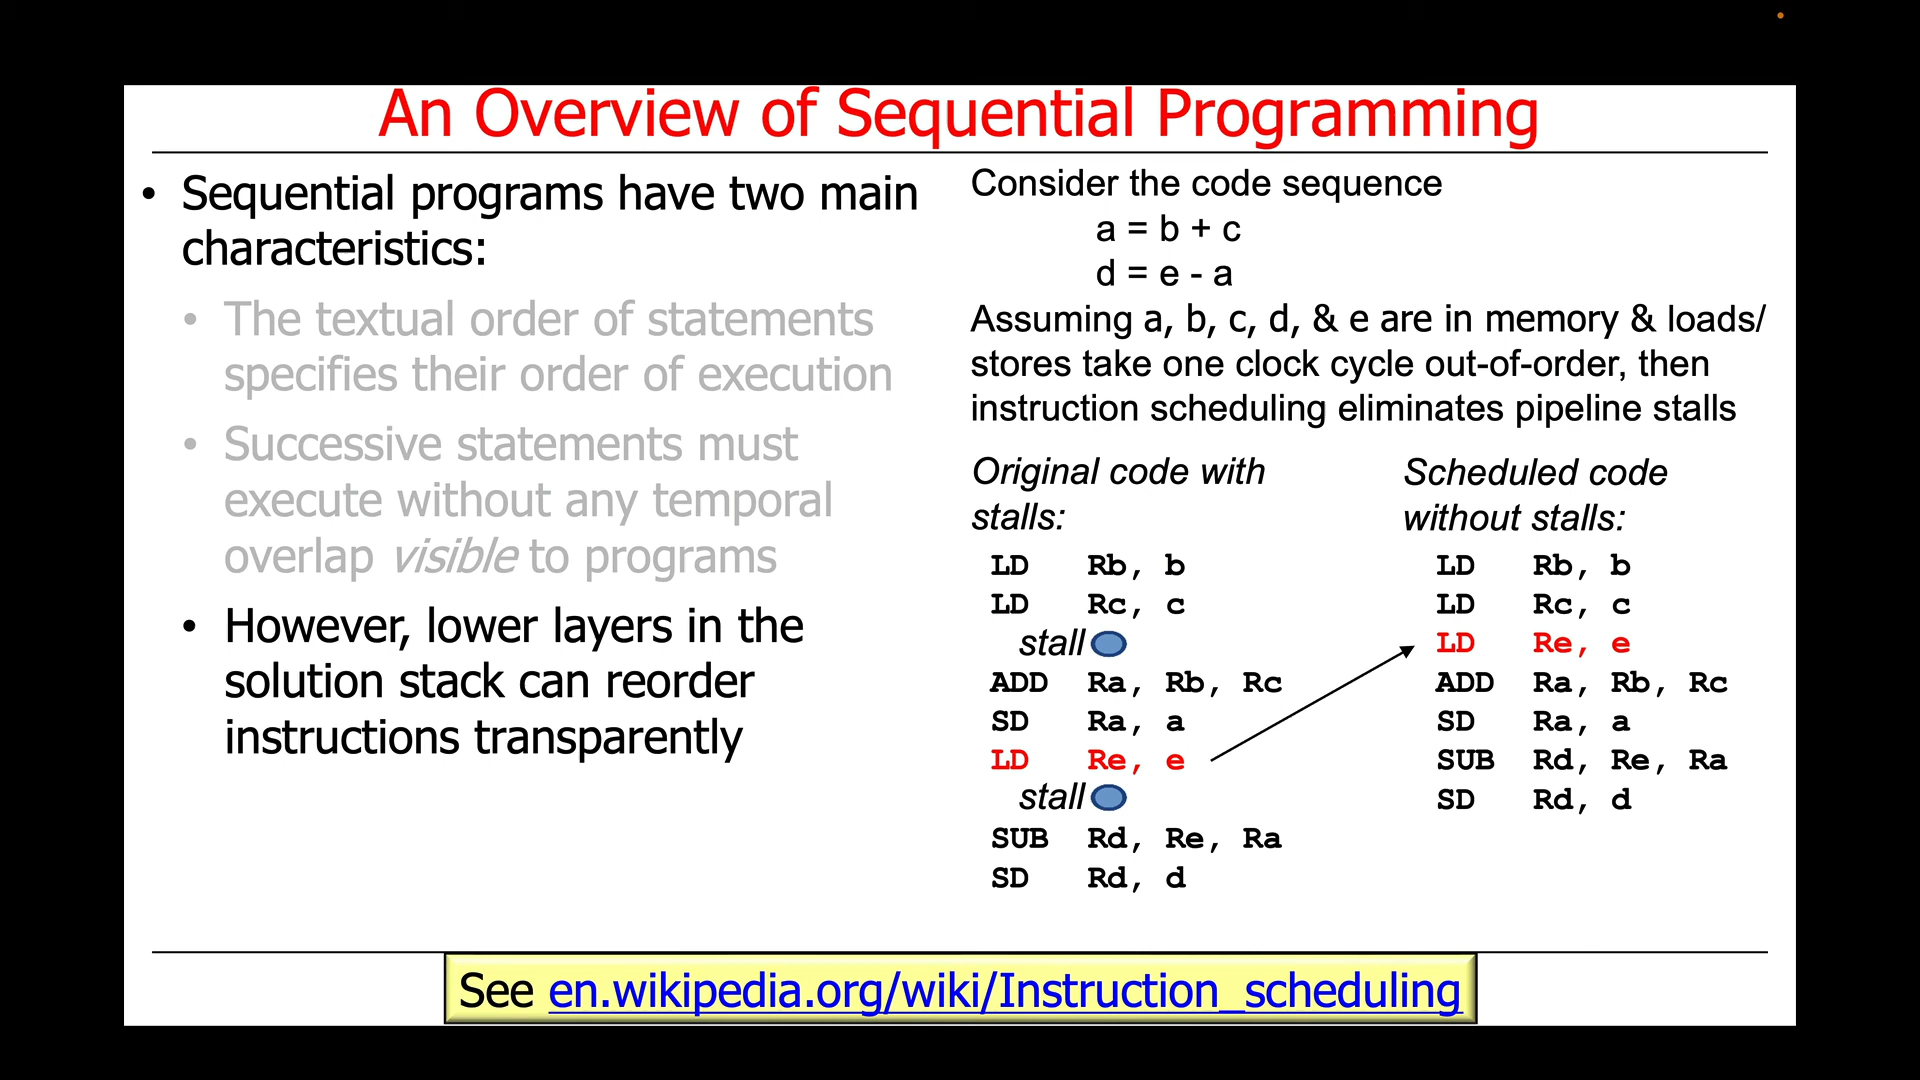 An Overview of Sequential Programming
• Sequential programs have two main
characteristics:
• The textual order of statements
specifies their order of execution
• Successive statements must
execute without any temporal
overlap visible to programs
• However, lower layers in the
solution stack can reorder
instructions transparently
Consider the code sequence
a = b + c
d = e - a
Assuming a, b, c, d, & e are in memory & loads/
stores take one clock cycle out-of-order, then
instruction scheduling eliminates pipeline stalls
Original code with
stalls:
LD Rb, b
LD Rc, c
stall
ADD Ra, Rb, Rc
SD Ra, a
LD Re, e
stall
SUB Rd, Re, Ra
SD Rd, d
Scheduled code
without stalls:
LD Rb, b
LD Rc, c
LD Re, e
ADD Ra, Rb, Rc
SD Ra, a
SUB Rd, Re, Ra
SD Rd, d
See en.wikipedia.org/wiki/Instruction_scheduling